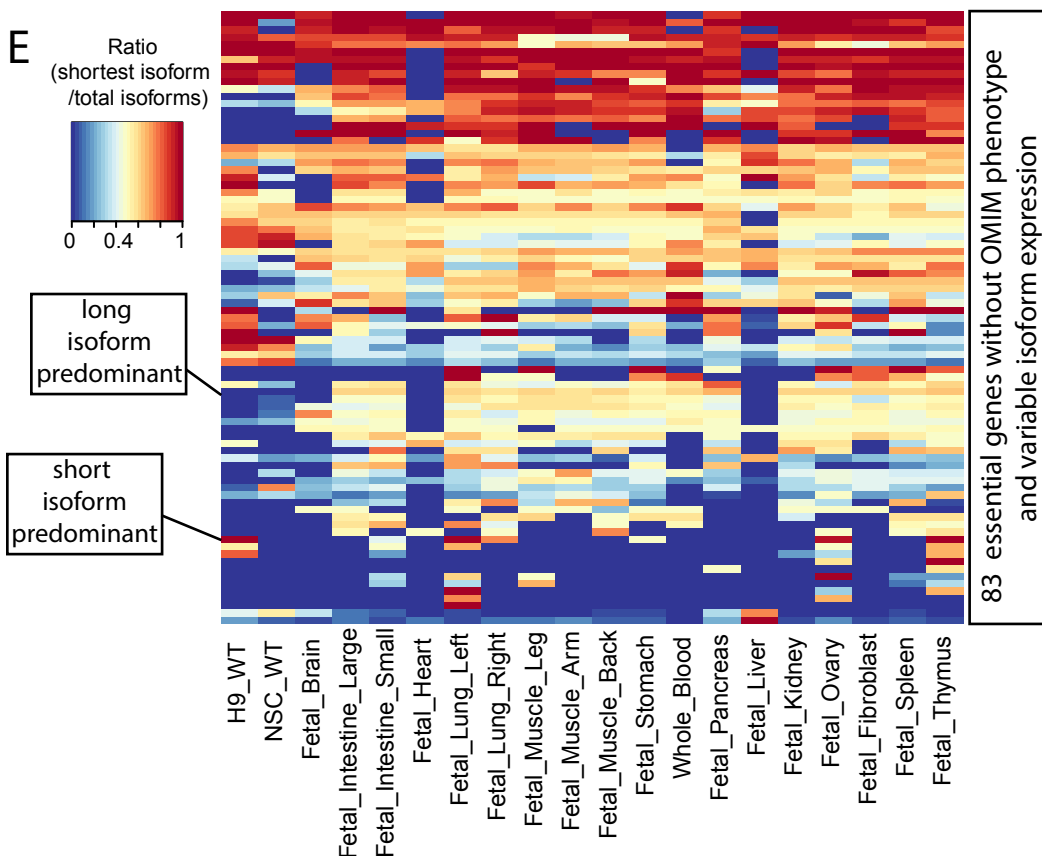 E
Ratio
(shortest isoform
/total isoforms)
0 0.4 1
long
isoform
predominant
short
isoform
predominant
83 essential genes without OMIM phenotype
and variable isoform expression
H9_WT
NSC_WT
Fetal_Brain
Fetal_Intestine_Large
Fetal_Intestine_Small
Fetal_Heart
Fetal_Lung_Left
Fetal_Lung_Right
Fetal_Muscle_Leg
Fetal_Muscle_Arm
Fetal_Muscle_Back
Fetal_Stomach
Whole_Blood
Fetal_Pancreas
Fetal_Liver
Fetal_Kidney
Fetal_Ovary
Fetal_Fibroblast
Fetal_Spleen
Fetal_Thymus